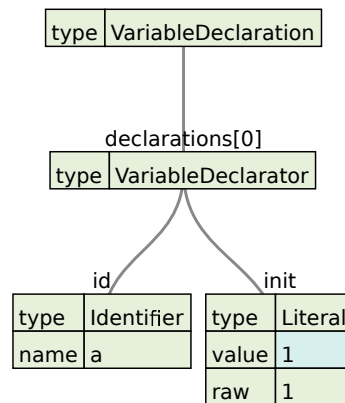 type VariableDeclaration
declarations[0]
type VariableDeclarator
id init
type Identifier type Literal
name a value 1
raw 1